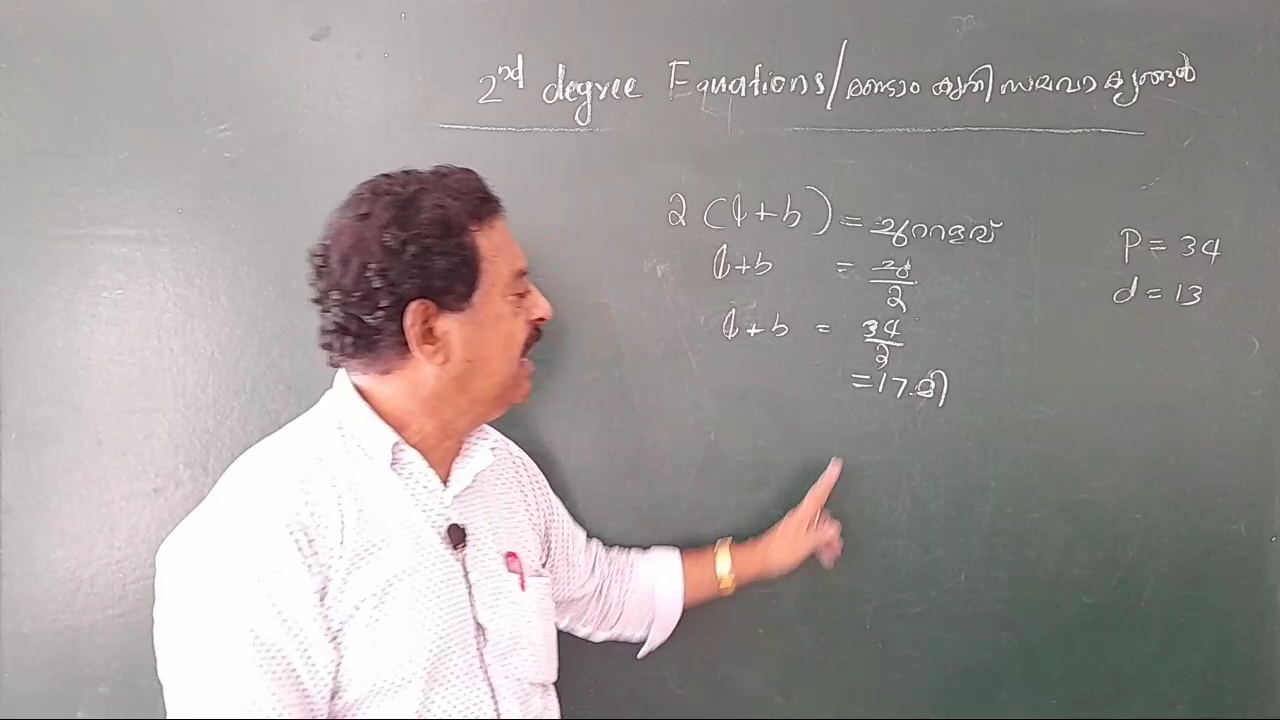 2nd degree Equations/രണ്ടാം കൃതി സമവാക്യങ്ങൾ
2 (l+b) = ചുറ്റളവ്
l+b = ചു/2
l+b = 34/2
=17 മീ
P = 34
d = 13